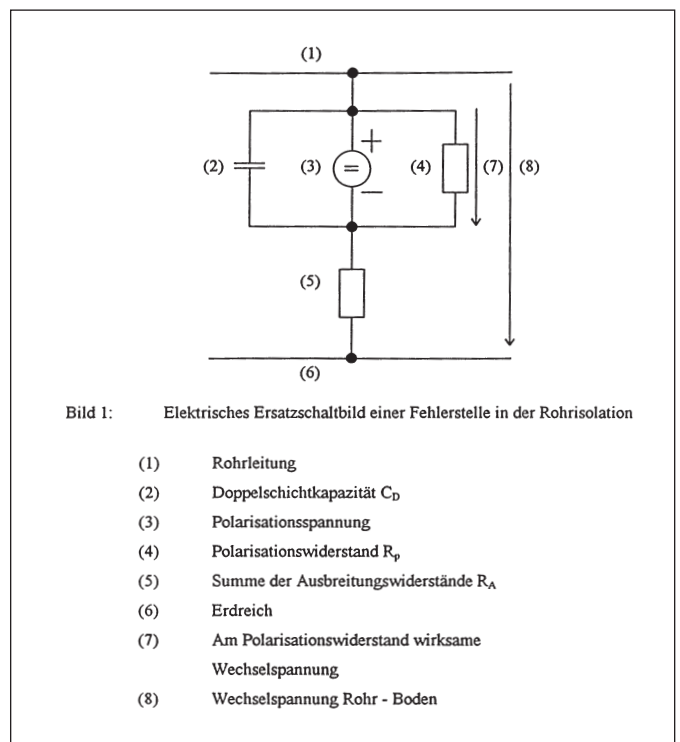 (1)
(2)
(3)
(4)
(7)
(8)
(5)
(6)
Bild 1: Elektrisches Ersatzschaltbild einer Fehlerstelle in der Rohrisolation
(1) Rohrleitung
(2) Doppelschichtkapazität C_D
(3) Polarisationsspannung
(4) Polarisationswiderstand R_p
(5) Summe der Ausbreitungswiderstände R_A
(6) Erdreich
(7) Am Polarisationswiderstand wirksame
Wechselspannung
(8) Wechselspannung Rohr - Boden